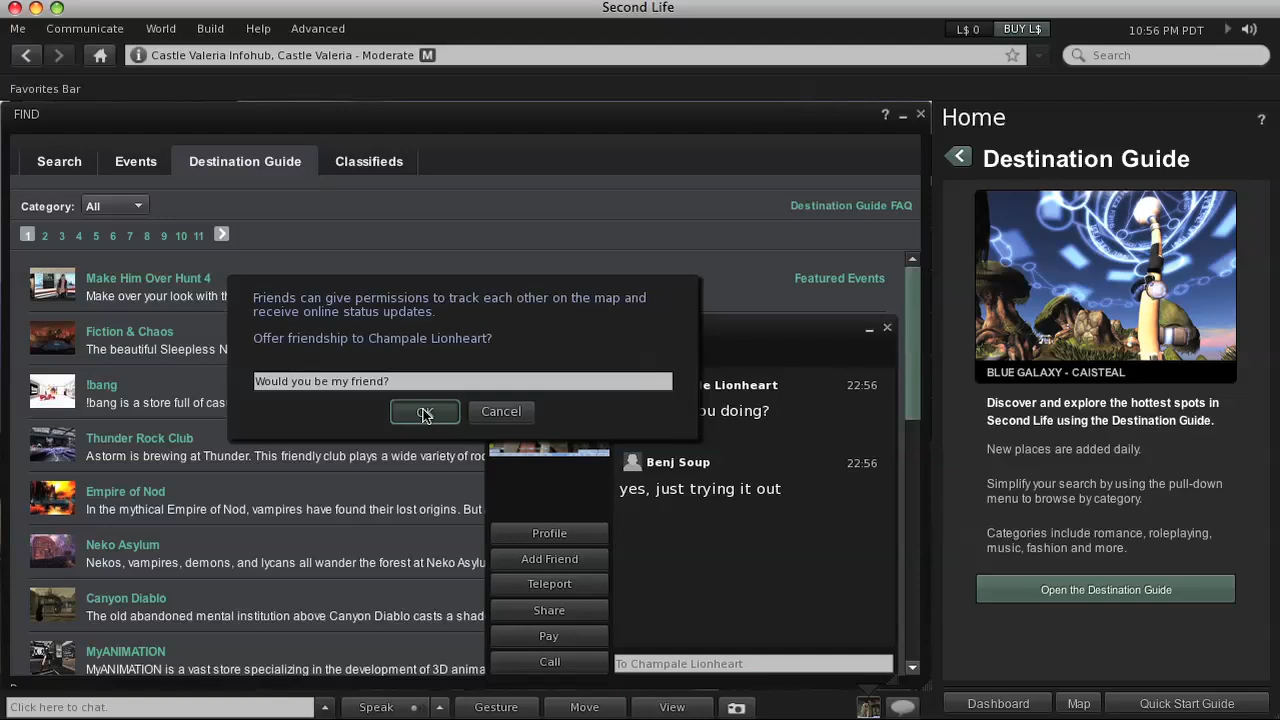 Second Life
Me Communicate World Build Help Advanced
L$ 0 BUY L$ 10:56 PM PDT
Castle Valeria Infohub, Castle Valeria - Moderate M
Search
Favorites Bar
FIND
?
Search Events Destination Guide Classifieds
Category: All
Destination Guide FAQ
1 2 3 4 5 6 7 8 9 10 11
Make Him Over Hunt 4
Make over your look with th
Featured Events
Fiction & Chaos
The beautiful Sleepless N
!bang
!bang is a store full of cas
Thunder Rock Club
A storm is brewing at Thunder. This friendly club plays a wide variety of roc
Empire of Nod
In the mythical Empire of Nod, vampires have found their lost origins. But
Neko Asylum
Nekos, vampires, demons, and lycans all wander the forest at Neko Asylu
Canyon Diablo
The old abandoned mental institution above Canyon Diablo casts a shad
MyANIMATION
MyANIMATION is a vast store specializing in the development of 3D anima
Friends can give permissions to track each other on the map and
receive online status updates.
Offer friendship to Champale Lionheart?
Would you be my friend?
OK Cancel
le Lionheart 22:56
ou doing?
Benj Soup 22:56
yes, just trying it out
Profile
Add Friend
Teleport
Share
Pay
Call
To Champale Lionheart
Home
?
Destination Guide
BLUE GALAXY - CAISTEAL
Discover and explore the hottest spots in
Second Life using the Destination Guide.
New places are added daily.
Simplify your search by using the pull-down
menu to browse by category.
Categories include romance, roleplaying,
music, fashion and more.
Open the Destination Guide
Click here to chat.
Speak Gesture Move View
Dashboard Map Quick Start Guide